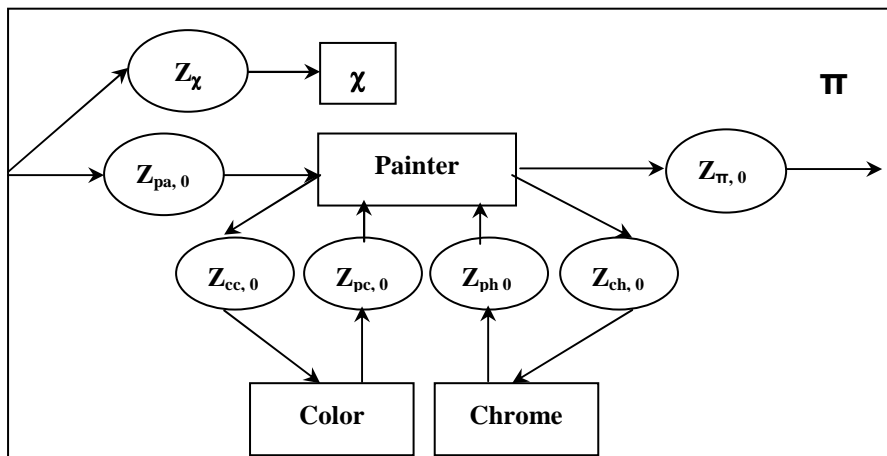 Zχ
χ
π
Zpa, 0
Painter
Zπ, 0
Zcc, 0
Zpc, 0
Zph 0
Zch, 0
Color
Chrome